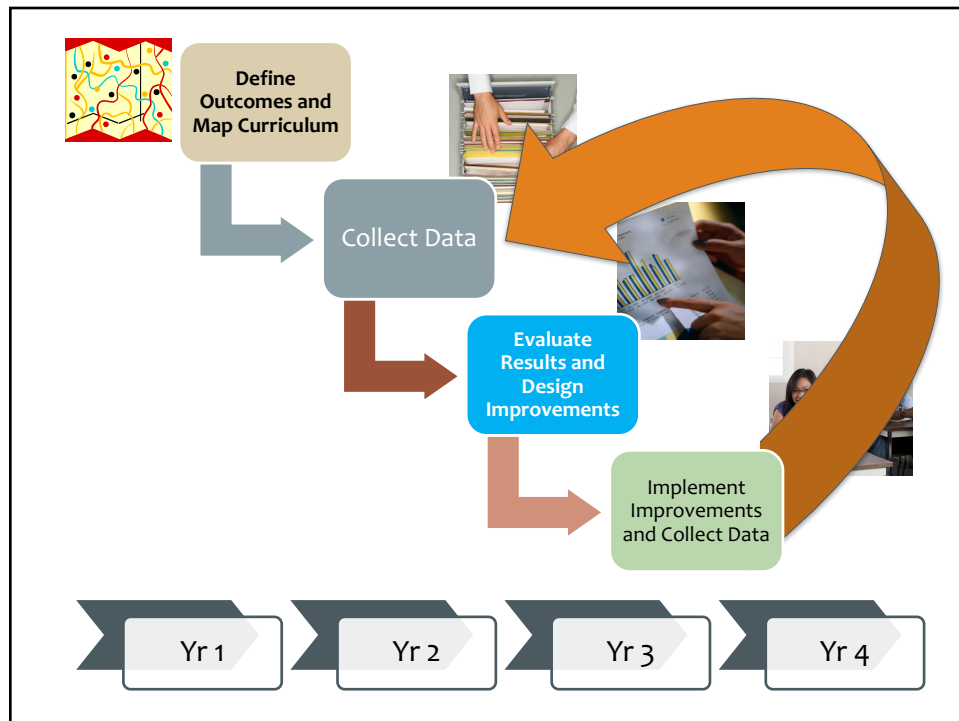 Define
Outcomes and
Map Curriculum
Collect Data
Evaluate
Results and
Design
Improvements
Implement
Improvements
and Collect Data
Yr 1
Yr 2
Yr 3
Yr 4